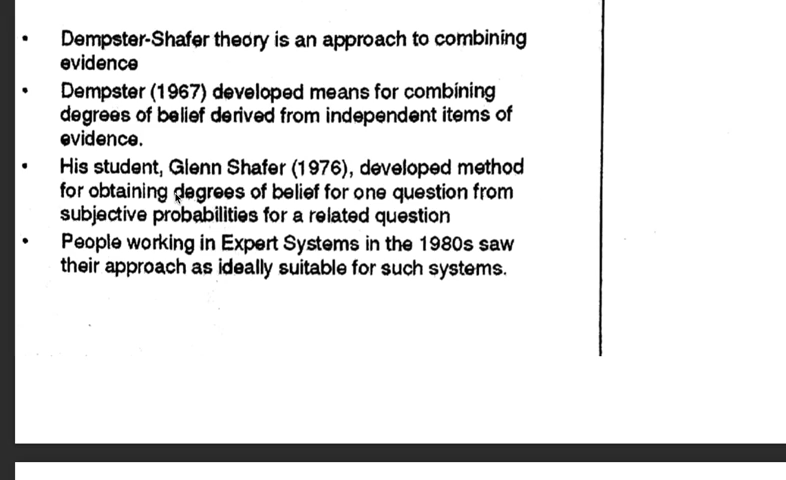 • Dempster-Shafer theory is an approach to combining
evidence
• Dempster (1967) developed means for combining
degrees of belief derived from independent items of
evidence.
• His student, Glenn Shafer (1976), developed method
for obtaining degrees of belief for one question from
subjective probabilities for a related question
• People working in Expert Systems in the 1980s saw
their approach as ideally suitable for such systems.